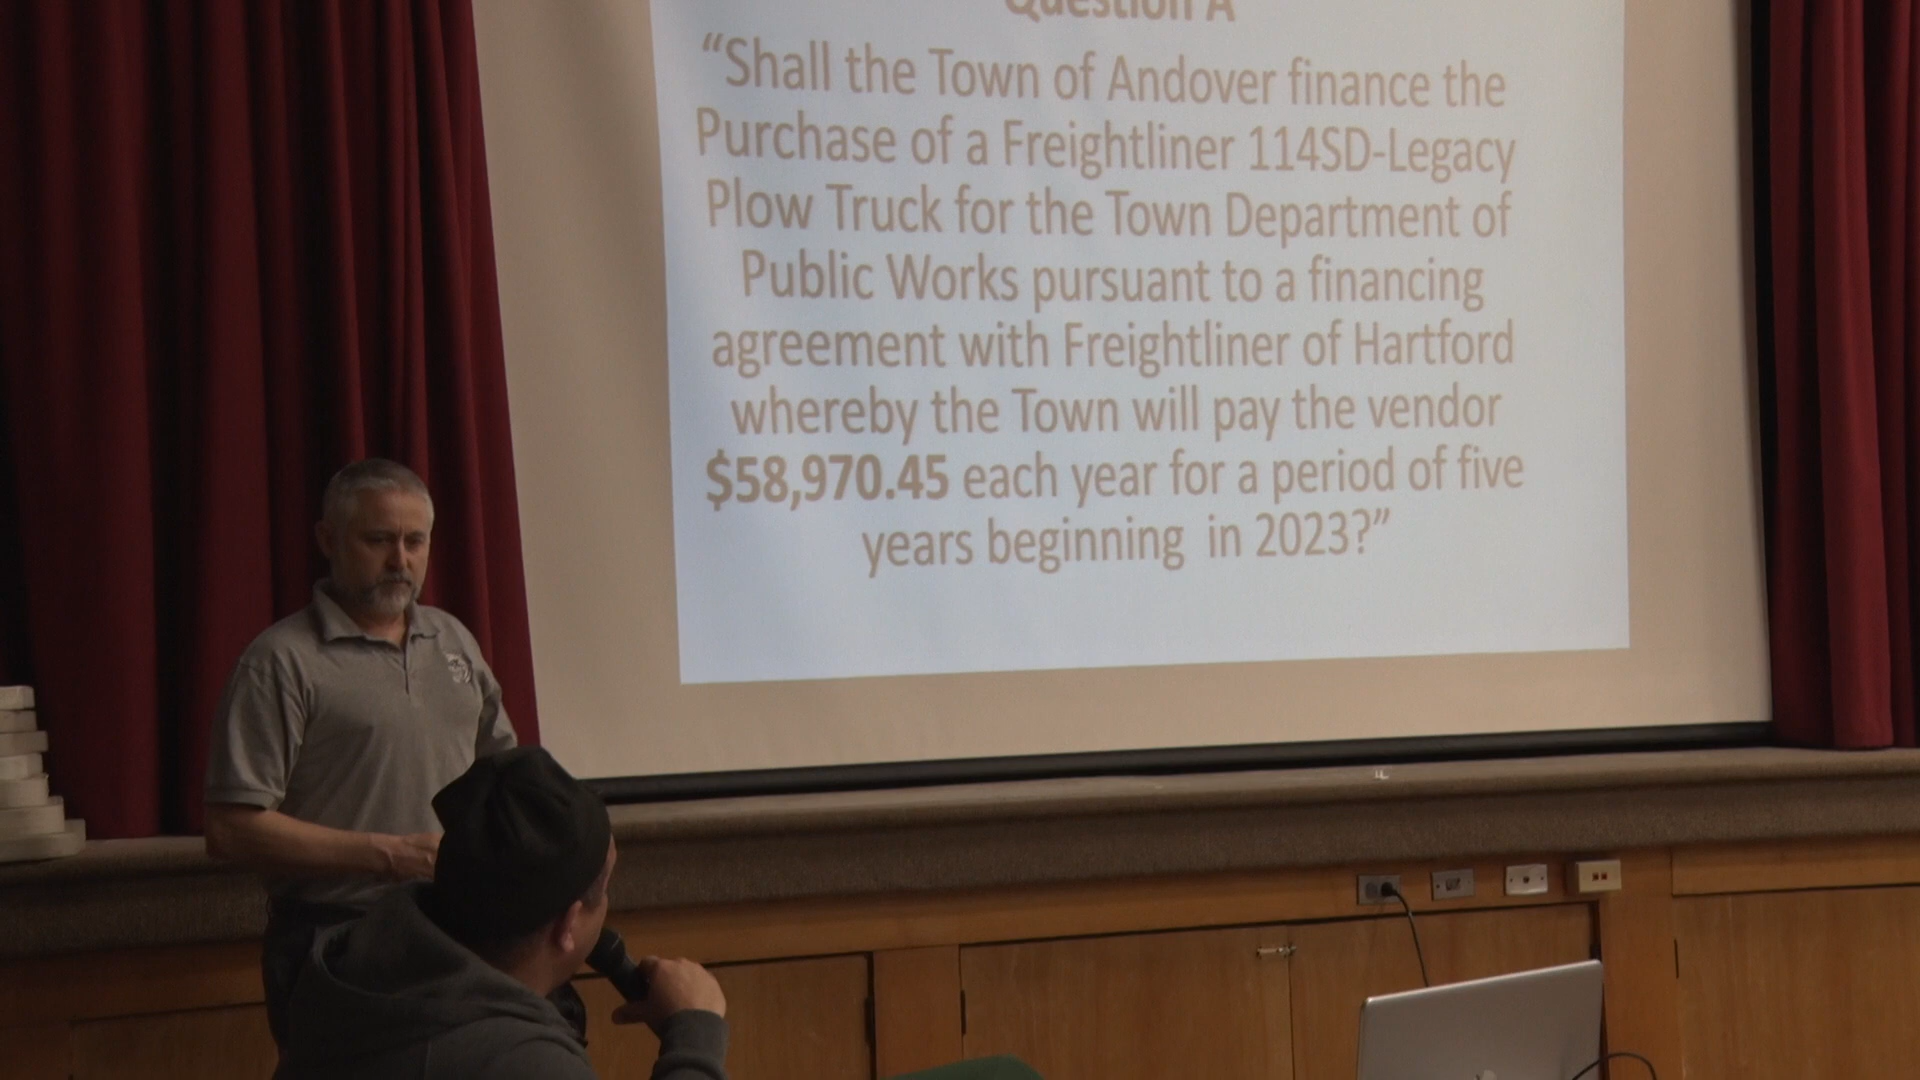 Question A
“Shall the Town of Andover finance the
Purchase of a Freightliner 114SD-Legacy
Plow Truck for the Town Department of
Public Works pursuant to a financing
agreement with Freightliner of Hartford
whereby the Town will pay the vendor
$58,970.45 each year for a period of five
years beginning in 2023?”